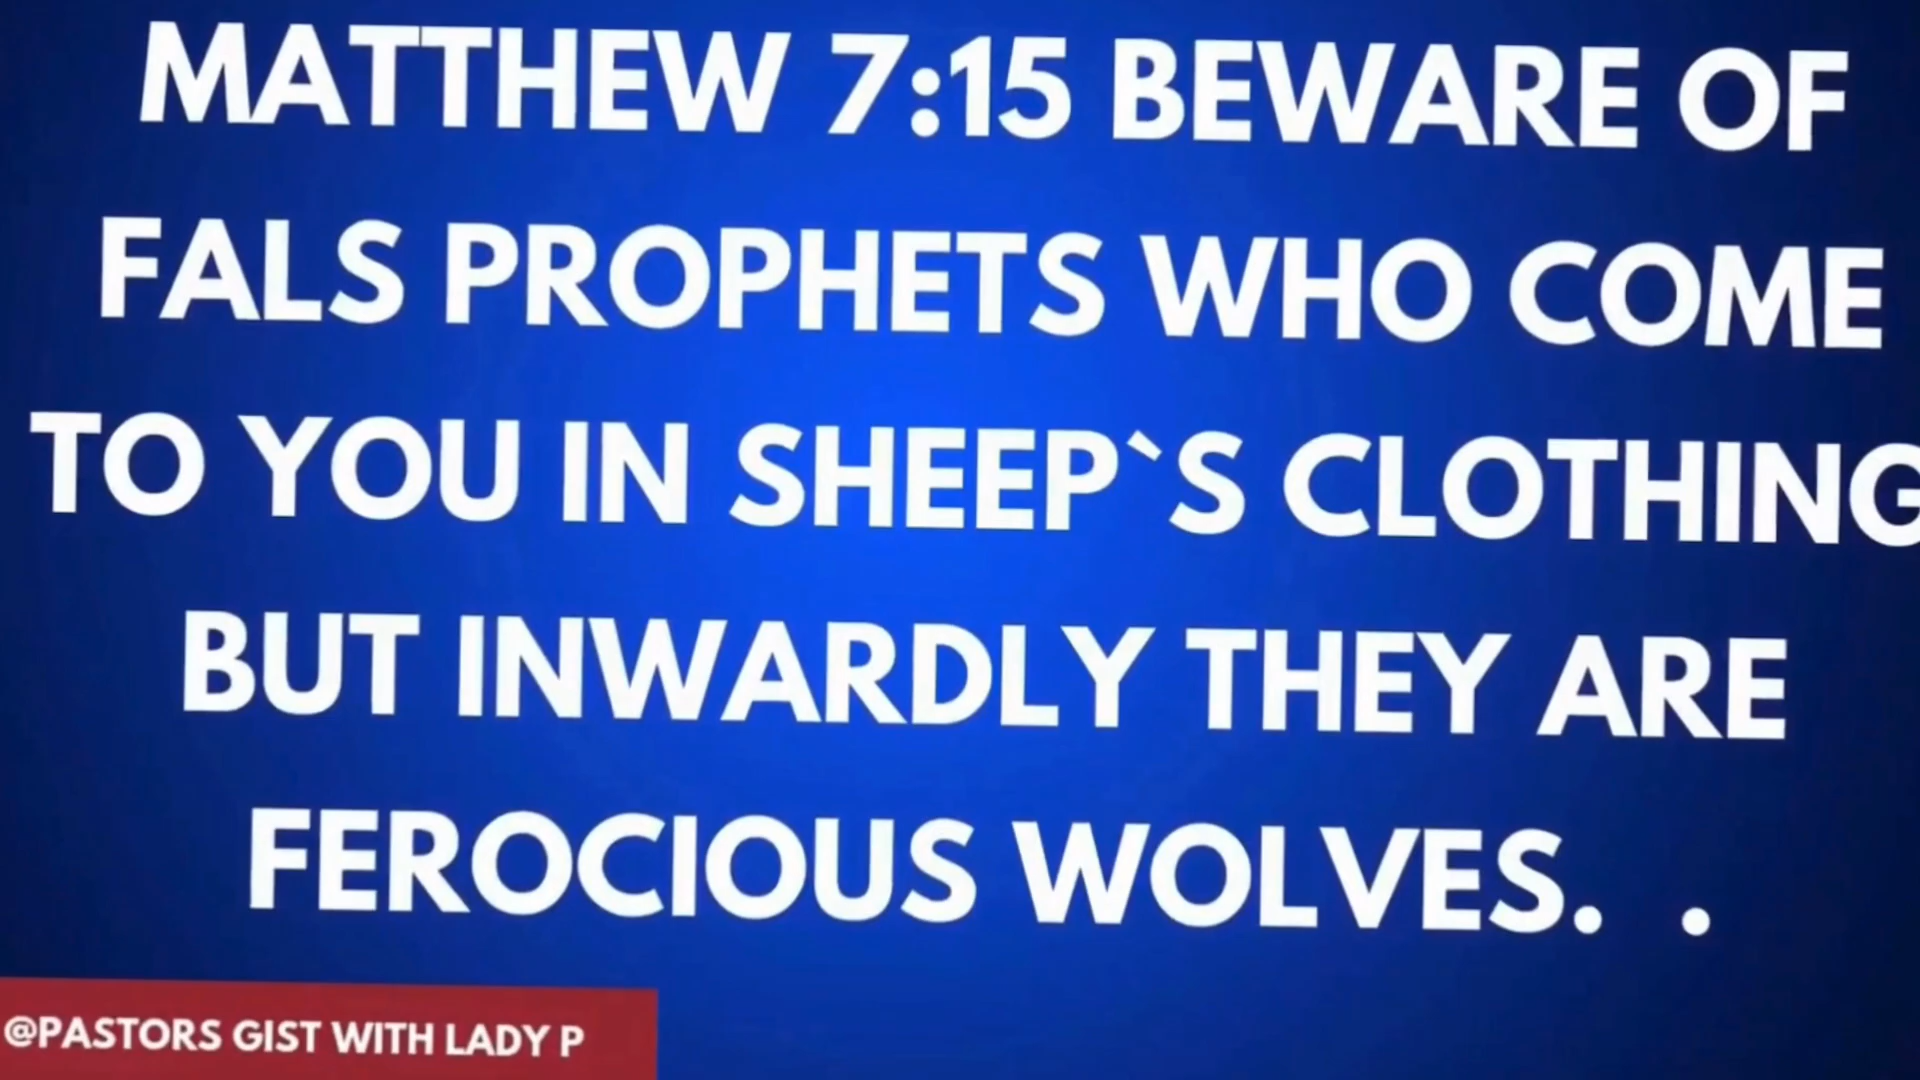 MATTHEW 7:15 BEWARE OF
FALS PROPHETS WHO COME
TO YOU IN SHEEP`S CLOTHING
BUT INWARDLY THEY ARE
FEROCIOUS WOLVES. .
@PASTORS GIST WITH LADY P